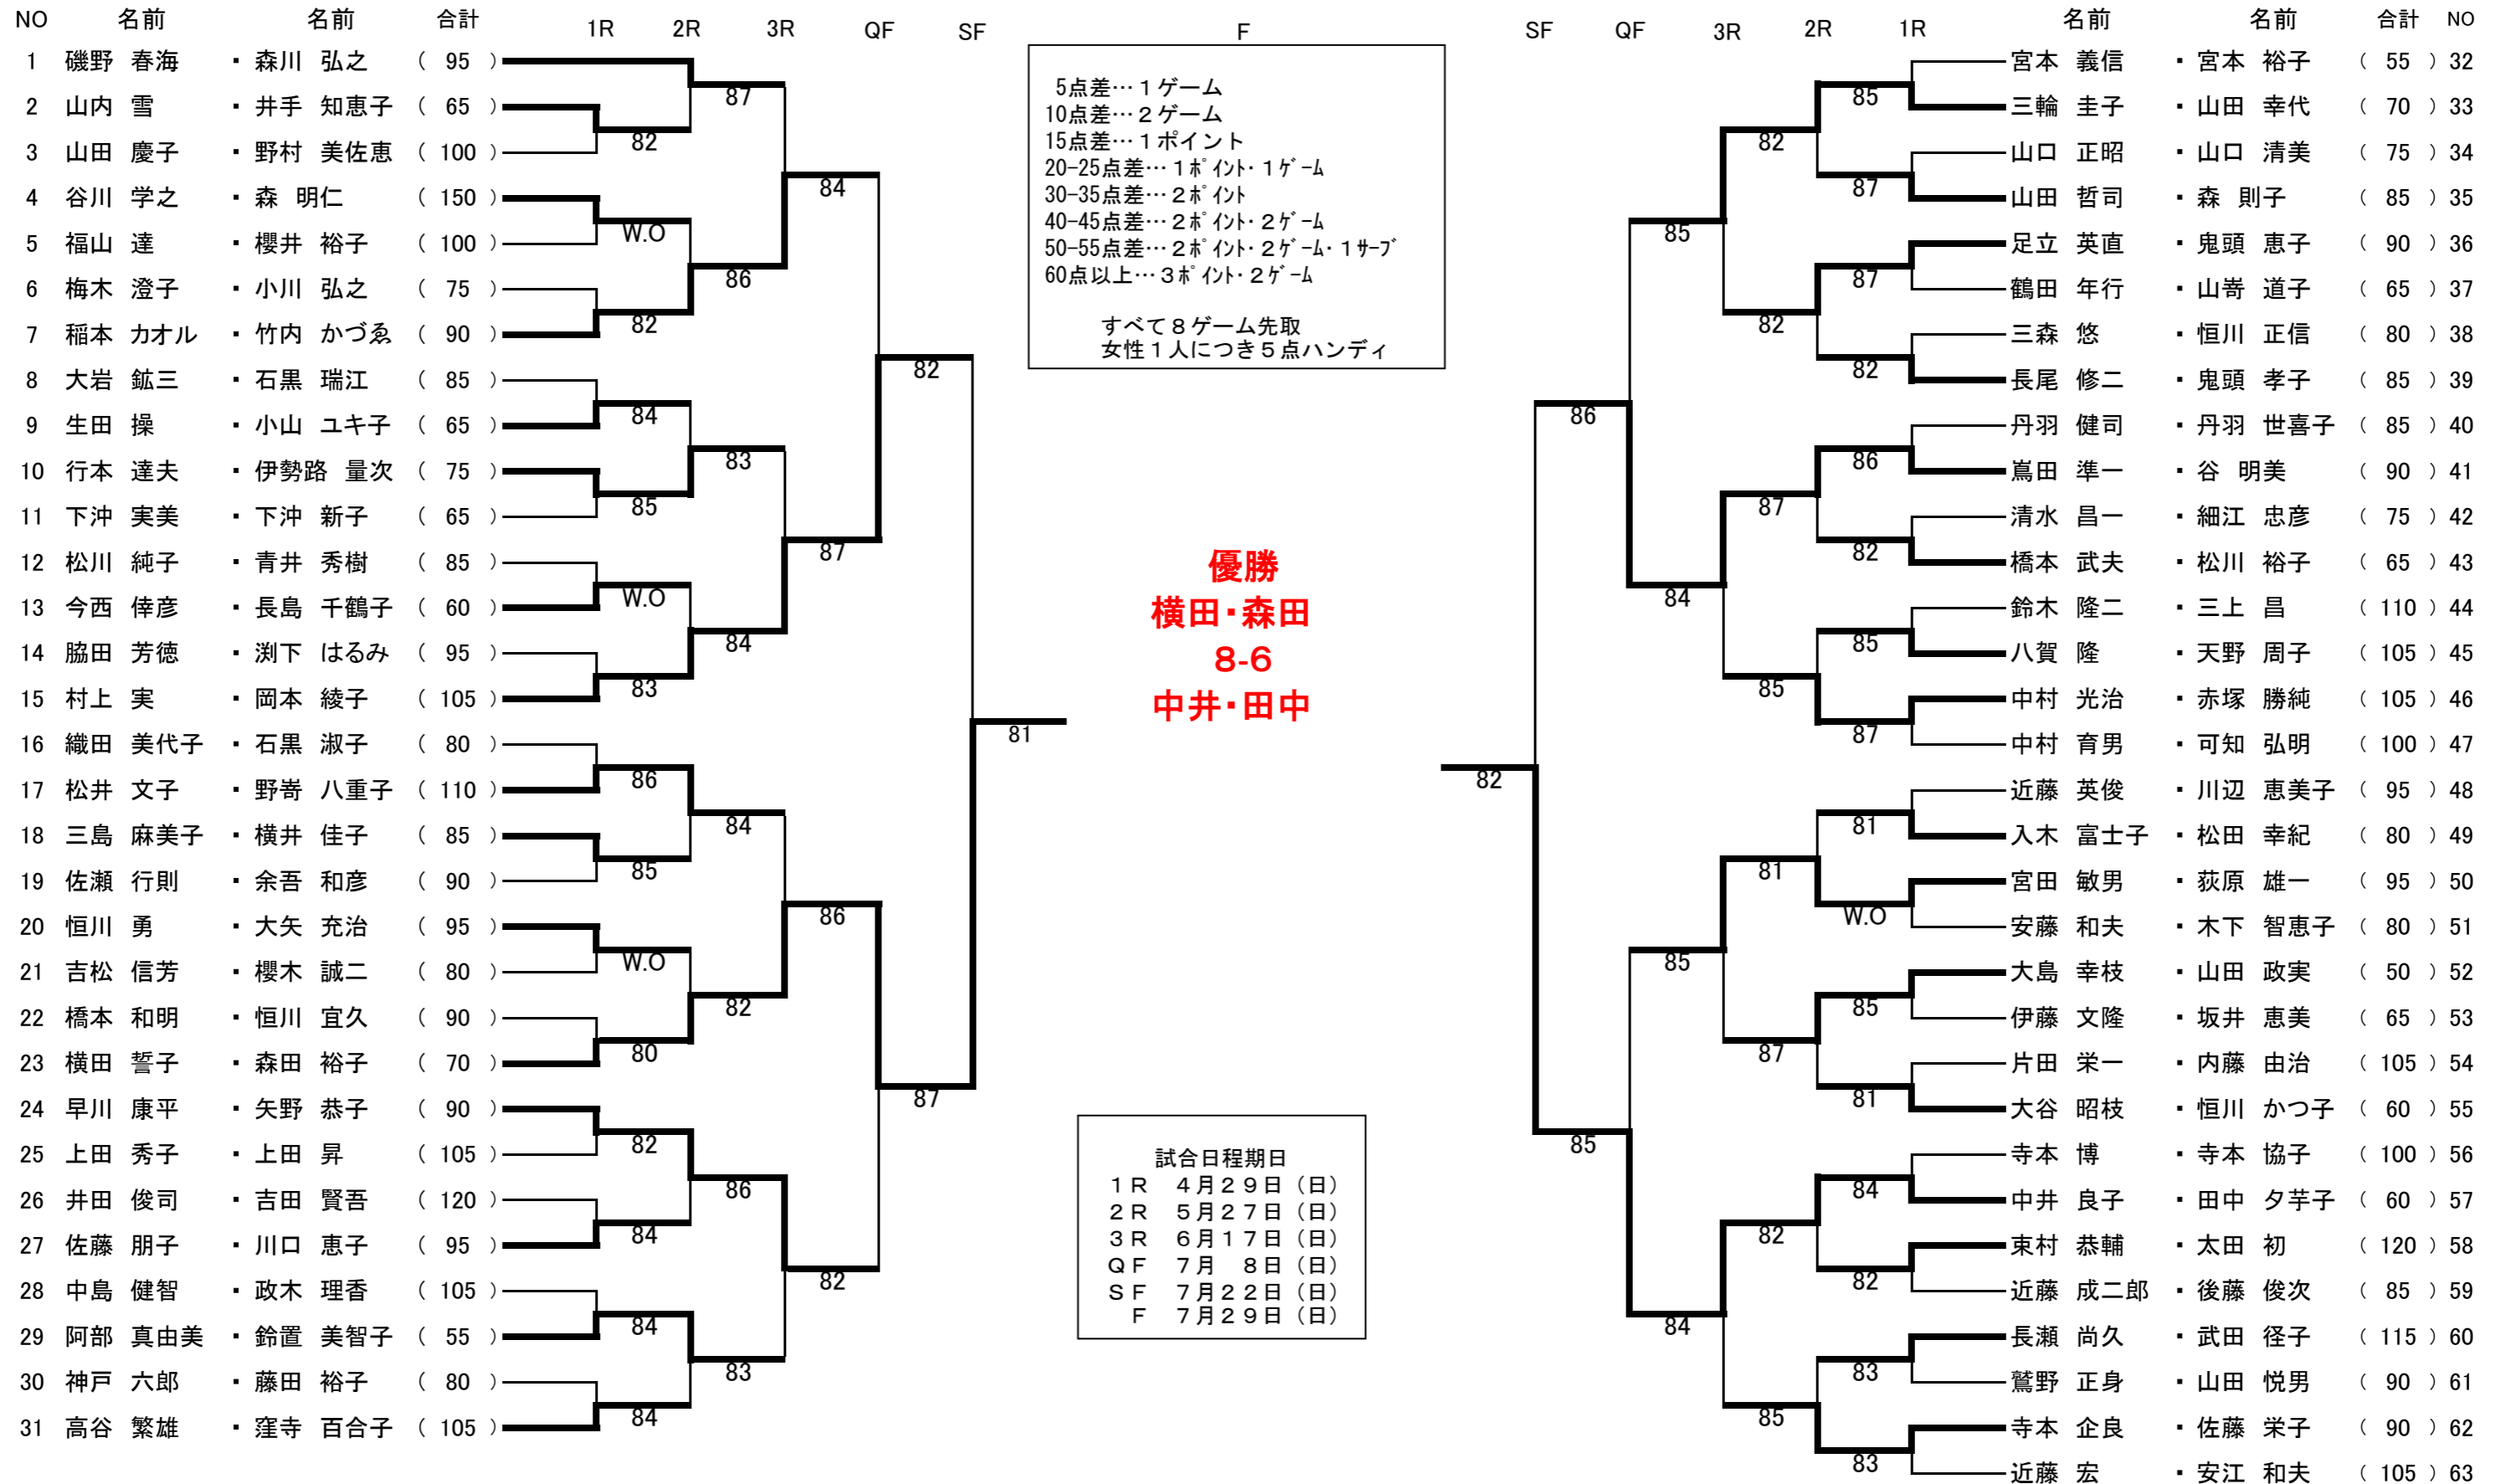 NO 名前 名前 合計 1R 2R 3R QF SF F SF QF 3R 2R 1R 名前 名前 合計 NO
1 磯野 春海 ・ 森川 弘之 ( 95 )
2 山内 雪 ・ 井手 知恵子 ( 65 )
3 山田 慶子 ・ 野村 美佐恵 ( 100 )
4 谷川 学之 ・ 森 明仁 ( 150 )
5 福山 達 ・ 櫻井 裕子 ( 100 )
6 梅木 澄子 ・ 小川 弘之 ( 75 )
7 稲本 カオル ・ 竹内 かづゑ ( 90 )
8 大岩 鉱三 ・ 石黒 瑞江 ( 85 )
9 生田 操 ・ 小山 ユキ子 ( 65 )
10 行本 達夫 ・ 伊勢路 量次 ( 75 )
11 下沖 実美 ・ 下沖 新子 ( 65 )
12 松川 純子 ・ 青井 秀樹 ( 85 )
13 今西 倖彦 ・ 長島 千鶴子 ( 60 )
14 脇田 芳徳 ・ 渕下 はるみ ( 95 )
15 村上 実 ・ 岡本 綾子 ( 105 )
16 織田 美代子 ・ 石黒 淑子 ( 80 )
17 松井 文子 ・ 野嵜 八重子 ( 110 )
18 三島 麻美子 ・ 横井 佳子 ( 85 )
19 佐瀬 行則 ・ 余吾 和彦 ( 90 )
20 恒川 勇 ・ 大矢 充治 ( 95 )
21 吉松 信芳 ・ 櫻木 誠二 ( 80 )
22 橋本 和明 ・ 恒川 宜久 ( 90 )
23 横田 誓子 ・ 森田 裕子 ( 70 )
24 早川 康平 ・ 矢野 恭子 ( 90 )
25 上田 秀子 ・ 上田 昇 ( 105 )
26 井田 俊司 ・ 吉田 賢吾 ( 120 )
27 佐藤 朋子 ・ 川口 恵子 ( 95 )
28 中島 健智 ・ 政木 理香 ( 105 )
29 阿部 真由美 ・ 鈴置 美智子 ( 55 )
30 神戸 六郎 ・ 藤田 裕子 ( 80 )
31 高谷 繁雄 ・ 窪寺 百合子 ( 105 )
82
W.O
82
84
85
W.O
83
86
85
W.O
80
82
84
84
84
87
86
83
84
84
82
86
83
84
87
86
82
82
87
81
5点差…１ゲーム
10点差…２ゲーム
15点差…１ポイント
20-25点差…１ﾎﾟｲﾝﾄ・１ｹﾞｰﾑ
30-35点差…２ﾎﾟｲﾝﾄ
40-45点差…２ﾎﾟｲﾝﾄ・２ｹﾞｰﾑ
50-55点差…２ﾎﾟｲﾝﾄ・２ｹﾞｰﾑ・１ｻｰﾌﾞ
60点以上…３ﾎﾟｲﾝﾄ・２ｹﾞｰﾑ
すべて８ゲーム先取
女性１人につき５点ハンディ
優勝
横田・森田
８-６
中井・田中
試合日程期日
１Ｒ ４月２９日（日）
２Ｒ ５月２７日（日）
３Ｒ ６月１７日（日）
ＱＦ ７月 ８日（日）
ＳＦ ７月２２日（日）
Ｆ ７月２９日（日）
82
86
85
85
84
85
84
82
82
87
85
81
87
82
85
85
87
87
82
86
82
85
87
81
W.O
85
81
84
82
83
83
宮本 義信 ・ 宮本 裕子 ( 55 ) 32
三輪 圭子 ・ 山田 幸代 ( 70 ) 33
山口 正昭 ・ 山口 清美 ( 75 ) 34
山田 哲司 ・ 森 則子 ( 85 ) 35
足立 英直 ・ 鬼頭 恵子 ( 90 ) 36
鶴田 年行 ・ 山嵜 道子 ( 65 ) 37
三森 悠 ・ 恒川 正信 ( 80 ) 38
長尾 修二 ・ 鬼頭 孝子 ( 85 ) 39
丹羽 健司 ・ 丹羽 世喜子 ( 85 ) 40
嶌田 準一 ・ 谷 明美 ( 90 ) 41
清水 昌一 ・ 細江 忠彦 ( 75 ) 42
橋本 武夫 ・ 松川 裕子 ( 65 ) 43
鈴木 隆二 ・ 三上 昌 ( 110 ) 44
八賀 隆 ・ 天野 周子 ( 105 ) 45
中村 光治 ・ 赤塚 勝純 ( 105 ) 46
中村 育男 ・ 可知 弘明 ( 100 ) 47
近藤 英俊 ・ 川辺 恵美子 ( 95 ) 48
入木 富士子 ・ 松田 幸紀 ( 80 ) 49
宮田 敏男 ・ 荻原 雄一 ( 95 ) 50
安藤 和夫 ・ 木下 智恵子 ( 80 ) 51
大島 幸枝 ・ 山田 政実 ( 50 ) 52
伊藤 文隆 ・ 坂井 恵美 ( 65 ) 53
片田 栄一 ・ 内藤 由治 ( 105 ) 54
大谷 昭枝 ・ 恒川 かつ子 ( 60 ) 55
寺本 博 ・ 寺本 協子 ( 100 ) 56
中井 良子 ・ 田中 夕芋子 ( 60 ) 57
東村 恭輔 ・ 太田 初 ( 120 ) 58
近藤 成二郎 ・ 後藤 俊次 ( 85 ) 59
長瀬 尚久 ・ 武田 径子 ( 115 ) 60
鷲野 正身 ・ 山田 悦男 ( 90 ) 61
寺本 企良 ・ 佐藤 栄子 ( 90 ) 62
近藤 宏 ・ 安江 和夫 ( 105 ) 63